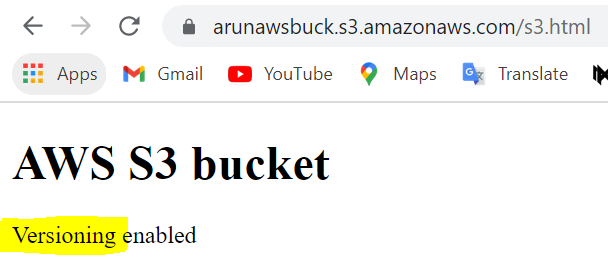 arunawsbuck.s3.amazonaws.com/s3.html
Apps Gmail YouTube Maps Translate
AWS S3 bucket
Versioning enabled